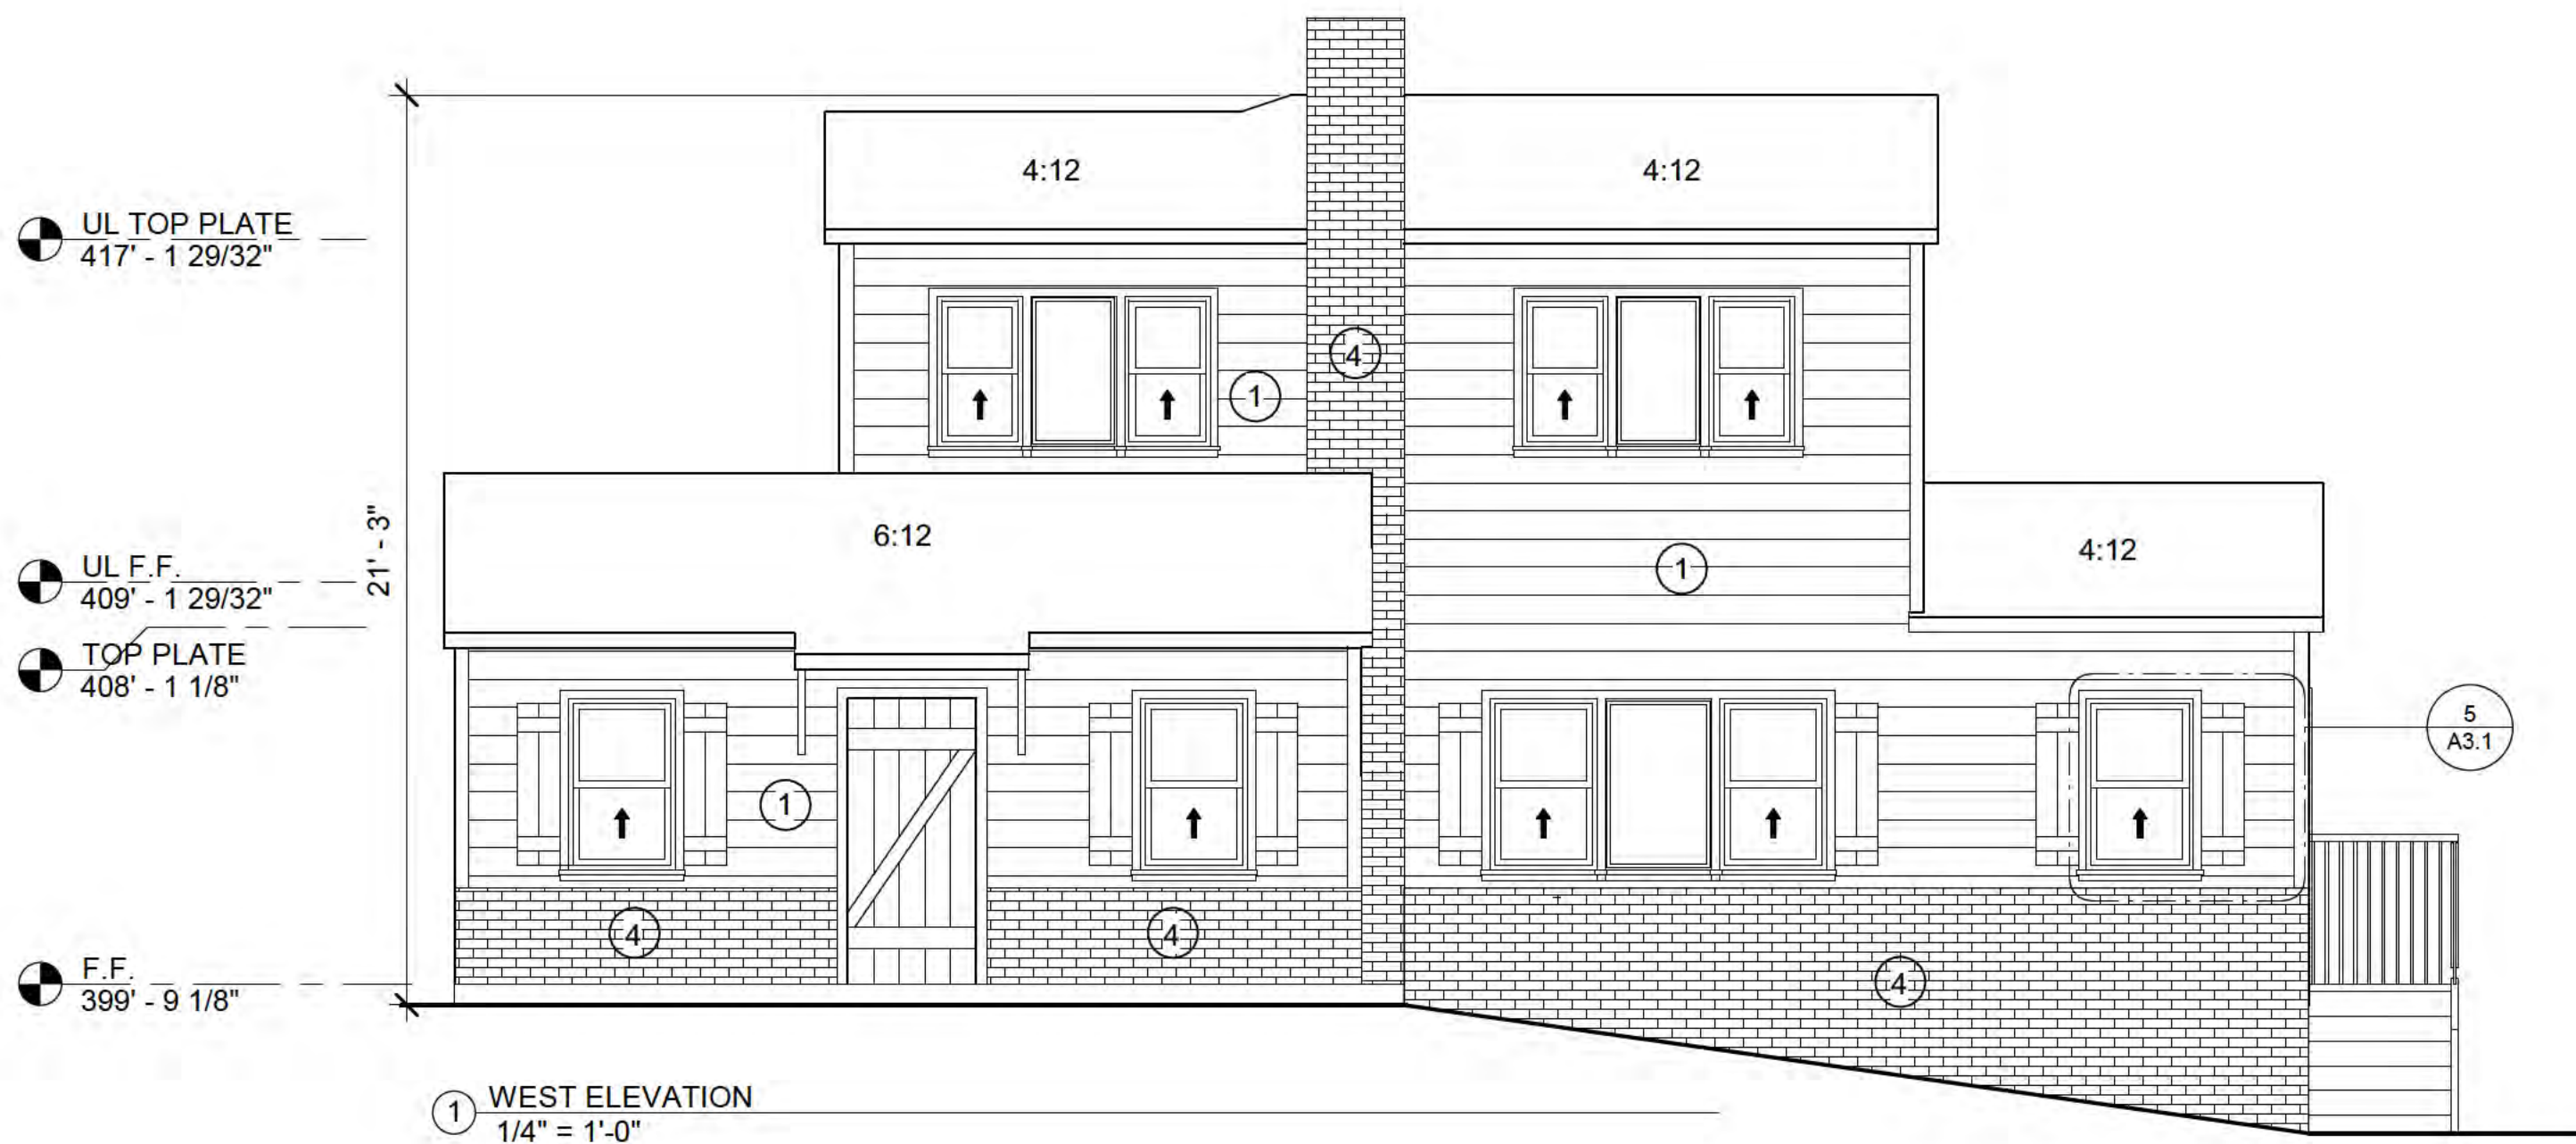 4:12
4:12
UL TOP PLATE
417' - 1 29/32"
4
1
1
6:12
4:12
21' - 3"
UL F.F.
409' - 1 29/32"
1
TOP PLATE
408' - 1 1/8"
5
A3.1
1
4
4
4
F.F.
399' - 9 1/8"
1 WEST ELEVATION
1/4" = 1'-0"